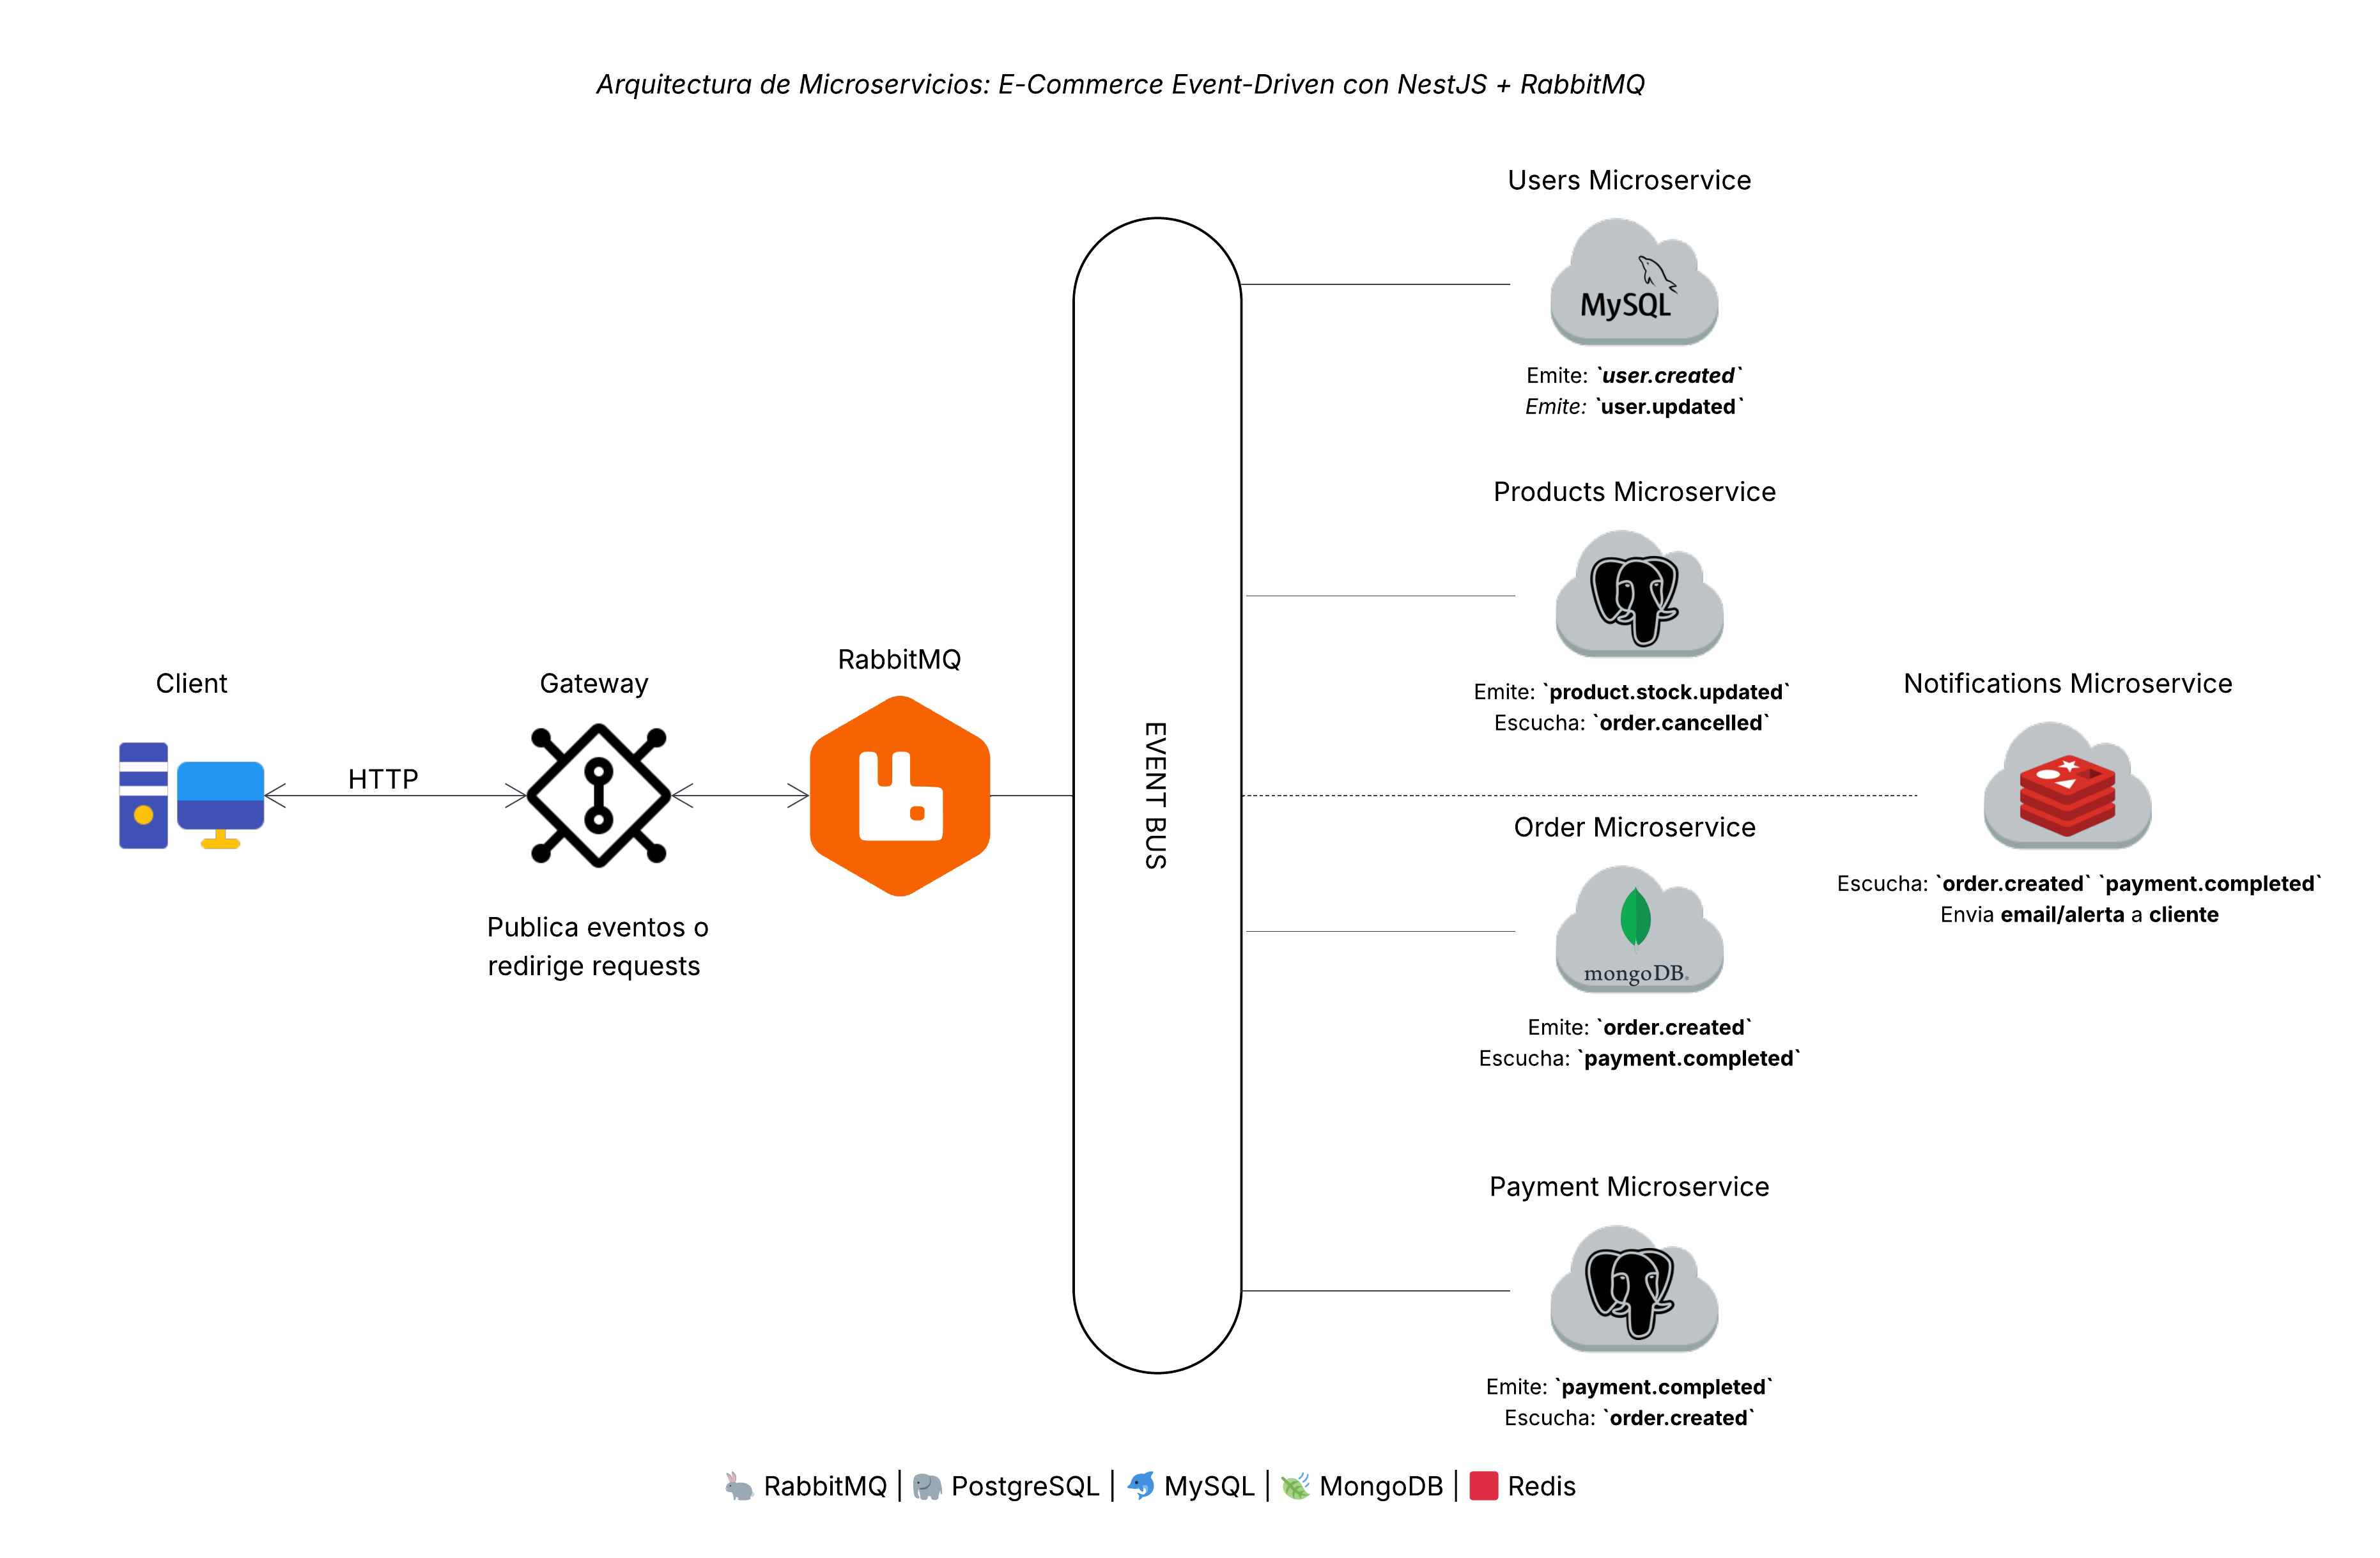 Arquitectura de Microservicios: E-Commerce Event-Driven con NestJS + RabbitMQ
Users Microservice
MySQL
Emite: `user.created`
Emite: `user.updated`
Products Microservice
Emite: `product.stock.updated`
Escucha: `order.cancelled`
Client
HTTP
Gateway
Publica eventos o
redirige requests
RabbitMQ
EVENT BUS
Notifications Microservice
Escucha: `order.created` `payment.completed`
Envia email/alerta a cliente
Order Microservice
mongoDB®
Emite: `order.created`
Escucha: `payment.completed`
Payment Microservice
Emite: `payment.completed`
Escucha: `order.created`
🐇 RabbitMQ | 🐘 PostgreSQL | 🐬 MySQL | 🍃 MongoDB | 🟥 Redis